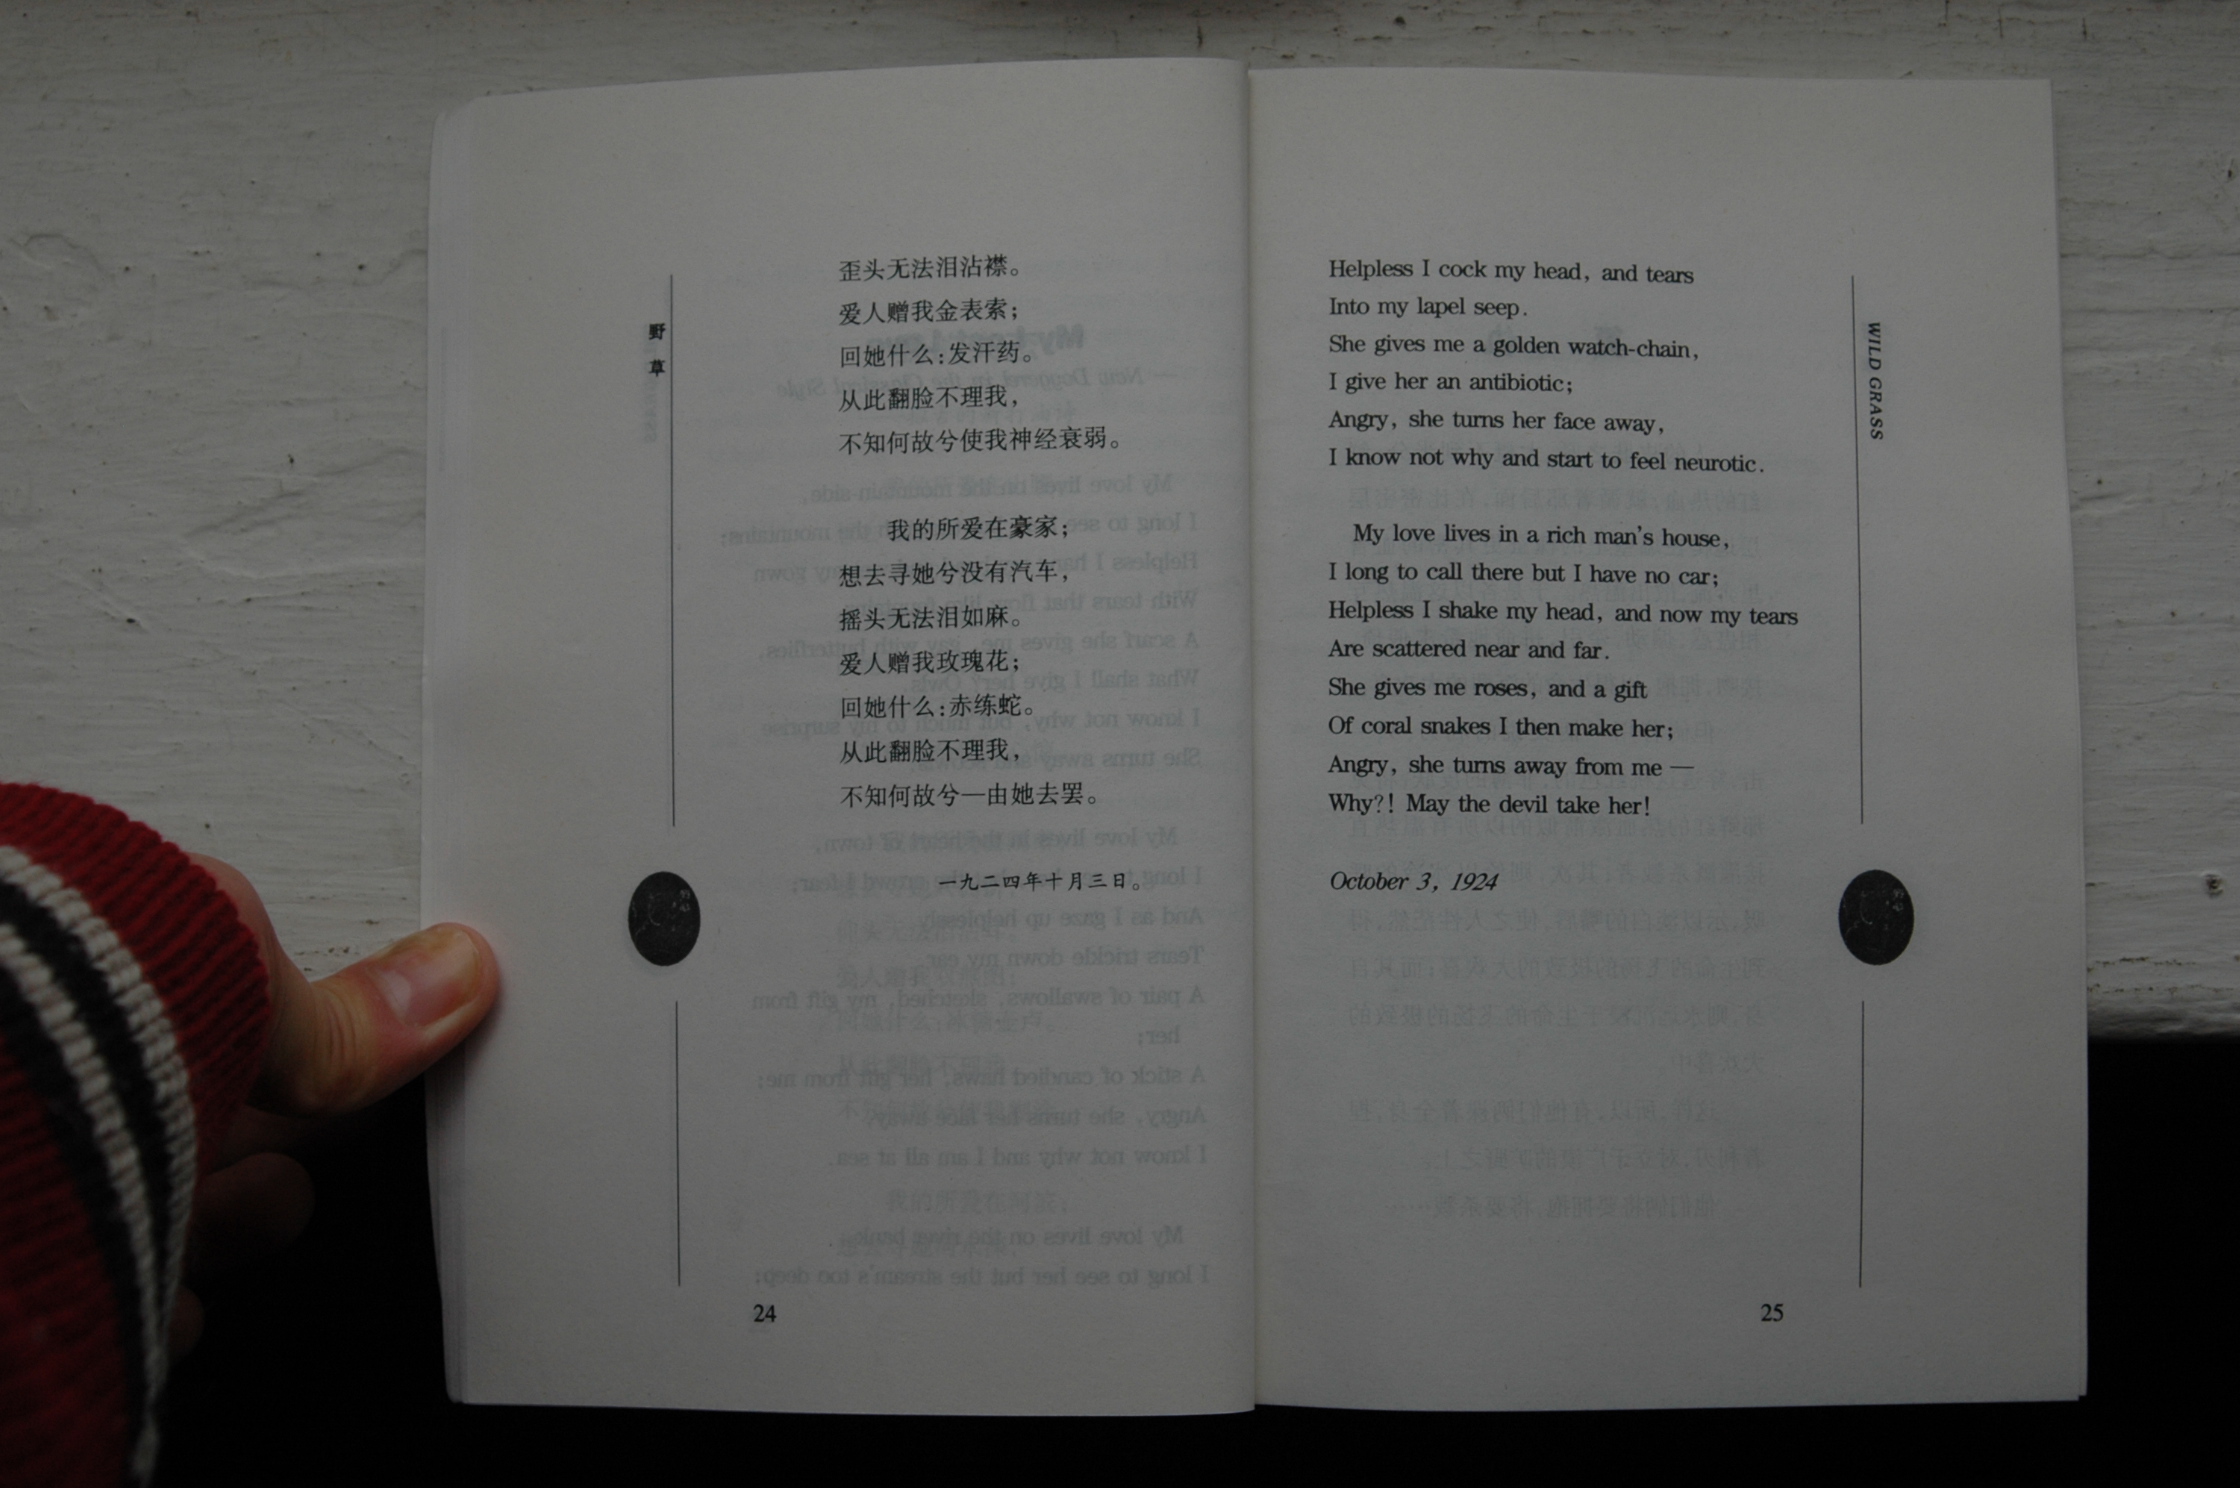 野草
歪头无法泪沾襟。
爱人赠我金表索；
回她什么：发汗药。
从此翻脸不理我，
不知何故兮使我神经衰弱。
我的所爱在豪家；
想去寻她兮没有汽车，
摇头无法泪如麻。
爱人赠我玫瑰花；
回她什么：赤练蛇。
从此翻脸不理我，
不知何故兮—由她去罢。
一九二四年十月三日。
24
Helpless I cock my head, and tears
Into my lapel seep.
She gives me a golden watch-chain,
I give her an antibiotic;
Angry, she turns her face away,
I know not why and start to feel neurotic.
My love lives in a rich man's house,
I long to call there but I have no car;
Helpless I shake my head, and now my tears
Are scattered near and far.
She gives me roses, and a gift
Of coral snakes I then make her;
Angry, she turns away from me —
Why?! May the devil take her!
October 3, 1924
WILD GRASS
25